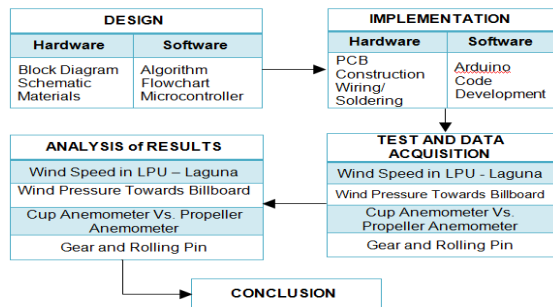 DESIGN
Hardware Software
Block Diagram Algorithm
Schematic Flowchart
Materials Microcontroller
IMPLEMENTATION
Hardware Software
PCB Arduino
Construction Code
Wiring/ Development
Soldering
ANALYSIS of RESULTS
Wind Speed in LPU – Laguna
Wind Pressure Towards Billboard
Cup Anemometer Vs. Propeller
Anemometer
Gear and Rolling Pin
TEST AND DATA
ACQUISITION
Wind Speed in LPU - Laguna
Wind Pressure Towards Billboard
Cup Anemometer Vs.
Propeller Anemometer
Gear and Rolling Pin
CONCLUSION